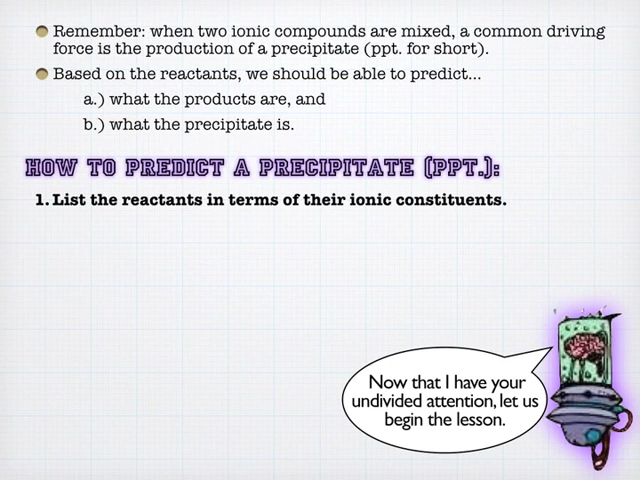 Remember: when two ionic compounds are mixed, a common driving
force is the production of a precipitate (ppt. for short).
Based on the reactants, we should be able to predict...
a.) what the products are, and
b.) what the precipitate is.
HOW TO PREDICT A PRECIPITATE (PPT.):
1. List the reactants in terms of their ionic constituents.
Now that I have your
undivided attention, let us
begin the lesson.